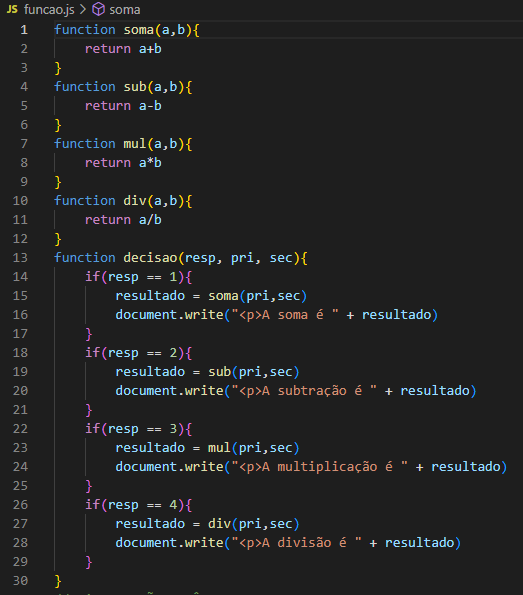 JS funcao.js > soma
1 function soma(a,b){
2 return a+b
3 }
4 function sub(a,b){
5 return a-b
6 }
7 function mul(a,b){
8 return a*b
9 }
10 function div(a,b){
11 return a/b
12 }
13 function decisao(resp, pri, sec){
14 if(resp == 1){
15 resultado = soma(pri,sec)
16 document.write("<p>A soma é " + resultado)
17 }
18 if(resp == 2){
19 resultado = sub(pri,sec)
20 document.write("<p>A subtração é " + resultado)
21 }
22 if(resp == 3){
23 resultado = mul(pri,sec)
24 document.write("<p>A multiplicação é " + resultado)
25 }
26 if(resp == 4){
27 resultado = div(pri,sec)
28 document.write("<p>A divisão é " + resultado)
29 }
30 }